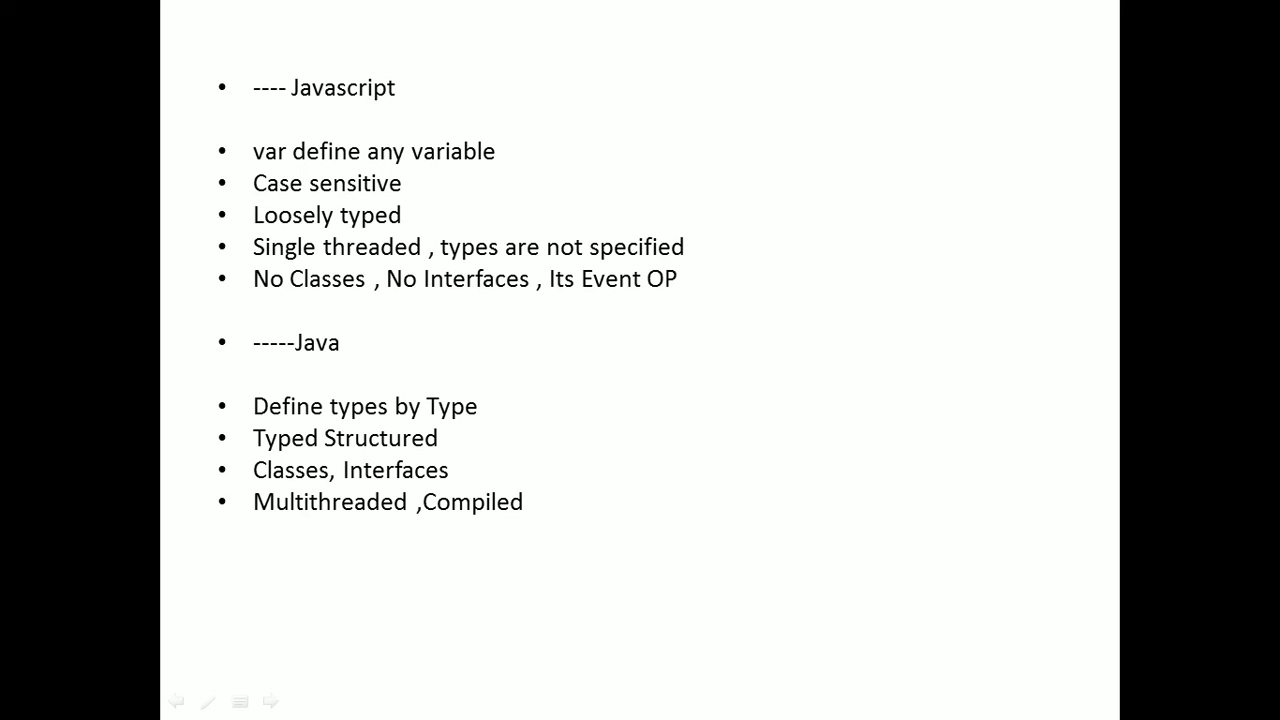 • ---- Javascript
• var define any variable
• Case sensitive
• Loosely typed
• Single threaded , types are not specified
• No Classes , No Interfaces , Its Event OP
• -----Java
• Define types by Type
• Typed Structured
• Classes, Interfaces
• Multithreaded ,Compiled